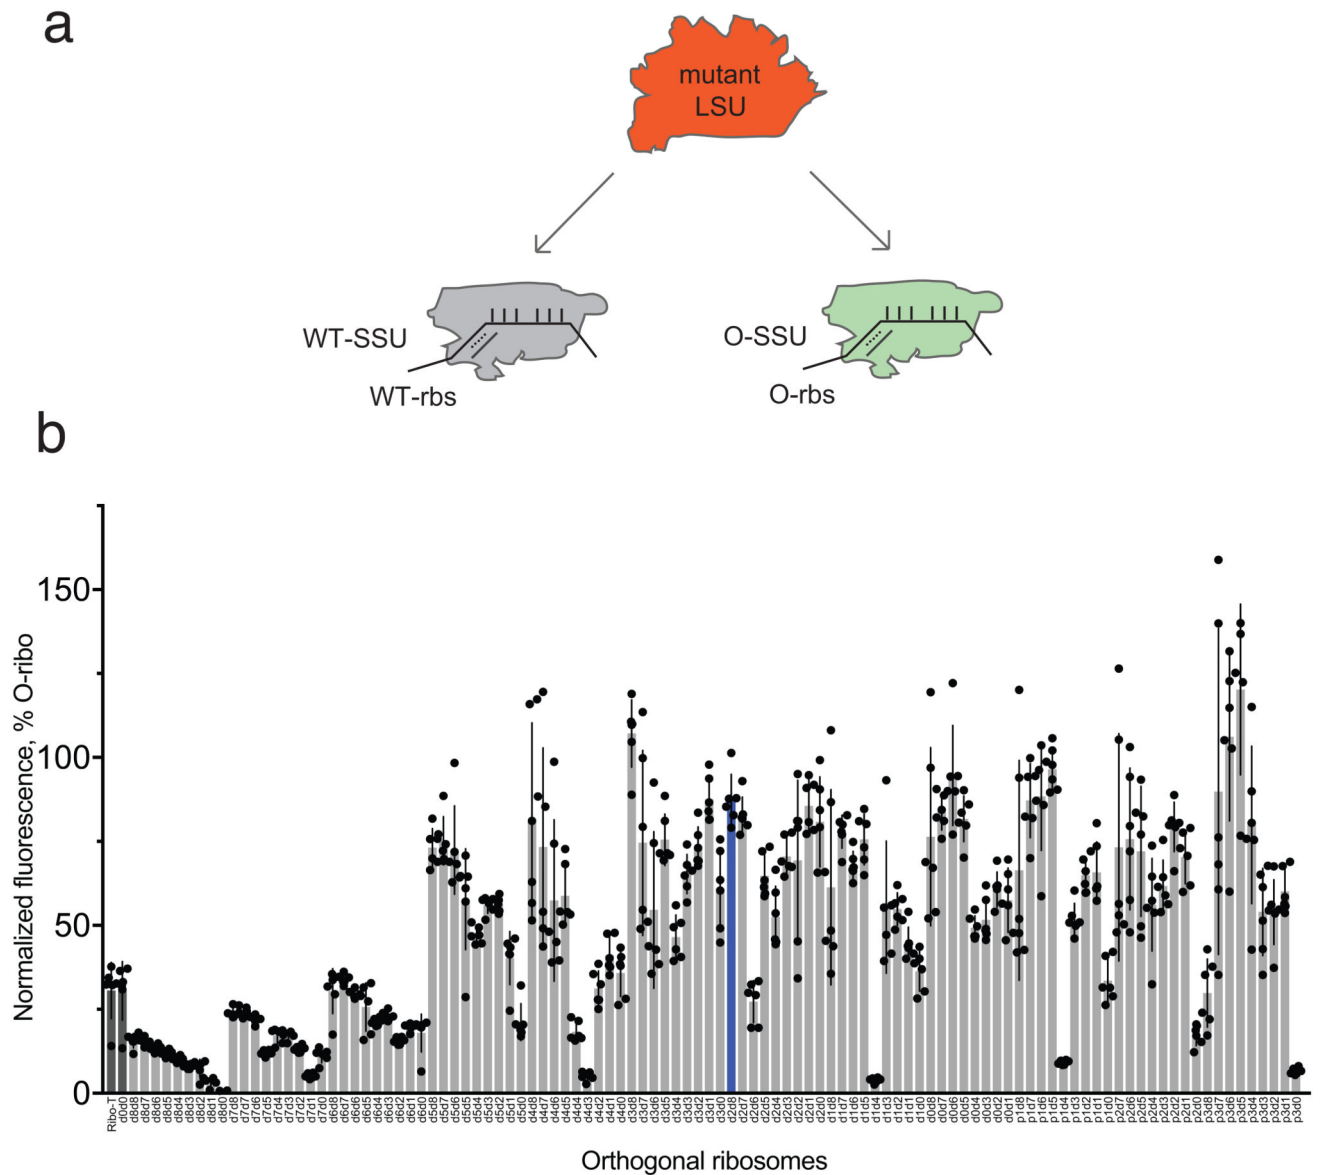 a
mutant
LSU
WT-SSU
WT-rbs
O-SSU
O-rbs
b
Normalized fluorescence, % O-ribo
150
100
50
0
Ribo-T
d0d0
d8d8
d8d7
d8d6
d8d5
d8d4
d8d3
d8d2
d8d1
d8d0
d7d8
d7d7
d7d6
d7d5
d7d4
d7d3
d7d2
d7d1
d7d0
d6d8
d6d7
d6d6
d6d5
d6d4
d6d3
d6d2
d6d1
d6d0
d5d8
d5d7
d5d6
d5d5
d5d4
d5d3
d5d2
d5d1
d5d0
d4d8
d4d7
d4d6
d4d5
d4d4
d4d3
d4d2
d4d1
d4d0
d3d8
d3d7
d3d6
d3d5
d3d4
d3d3
d3d2
d3d1
d3d0
d2d8
d2d7
d2d6
d2d5
d2d4
d2d3
d2d2
d2d1
d2d0
d1d8
d1d7
d1d6
d1d5
d1d4
d1d3
d1d2
d1d1
d1d0
d0d8
d0d7
d0d6
d0d5
d0d4
d0d3
d0d2
d0d1
p1d8
p1d7
p1d6
p1d5
p1d4
p1d3
p1d2
p1d1
p1d0
p2d7
p2d6
p2d5
p2d4
p2d3
p2d2
p2d1
p2d0
p3d8
p3d7
p3d6
p3d5
p3d4
p3d3
p3d2
p3d1
p3d0
Orthogonal ribosomes